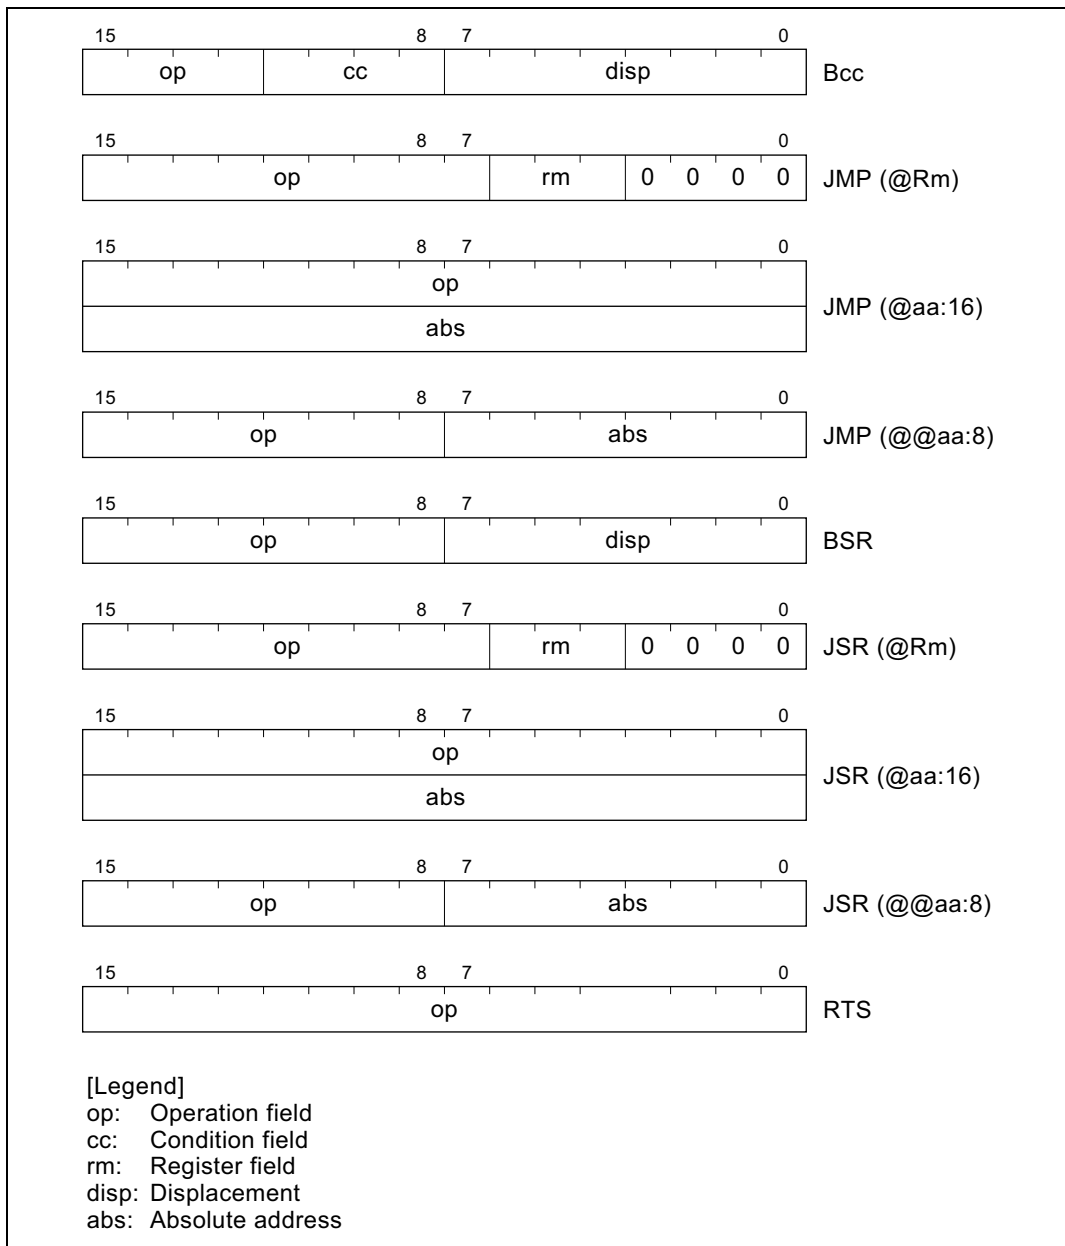 15 8 7 0
op cc disp Bcc
15 8 7 0
op rm 0 0 0 0 JMP (@Rm)
15 8 7 0
op
JMP (@aa:16)
abs
15 8 7 0
op abs JMP (@@aa:8)
15 8 7 0
op disp BSR
15 8 7 0
op rm 0 0 0 0 JSR (@Rm)
15 8 7 0
op
JSR (@aa:16)
abs
15 8 7 0
op abs JSR (@@aa:8)
15 8 7 0
op RTS
[Legend]
op: Operation field
cc: Condition field
rm: Register field
disp: Displacement
abs: Absolute address